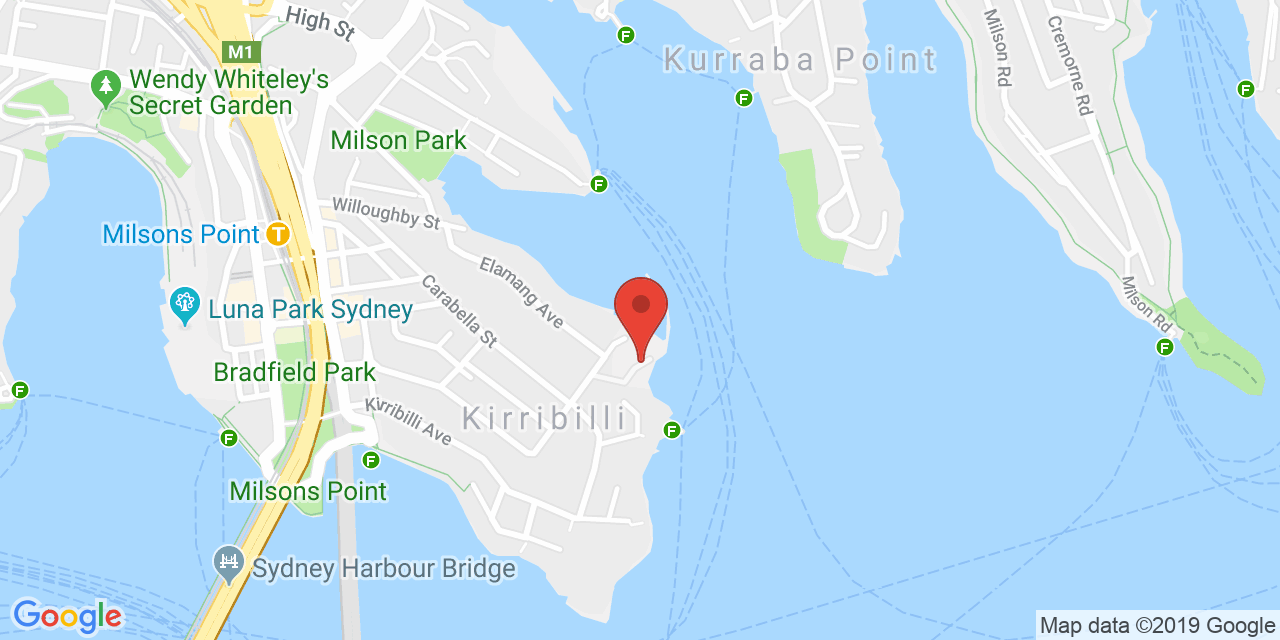 High St
M1
Wendy Whiteley's
Secret Garden
Kurraba Point
Milson Rd
Cremorne Rd
Milson Park
F
F
F
F
Willoughby St
Milsons Point
T
Elamang Ave
Carabella St
Luna Park Sydney
Milson Rd
F
Bradfield Park
F
Kirribilli Ave
Kirribilli
F
F
F
Milsons Point
Sydney Harbour Bridge
Google
Map data ©2019 Google